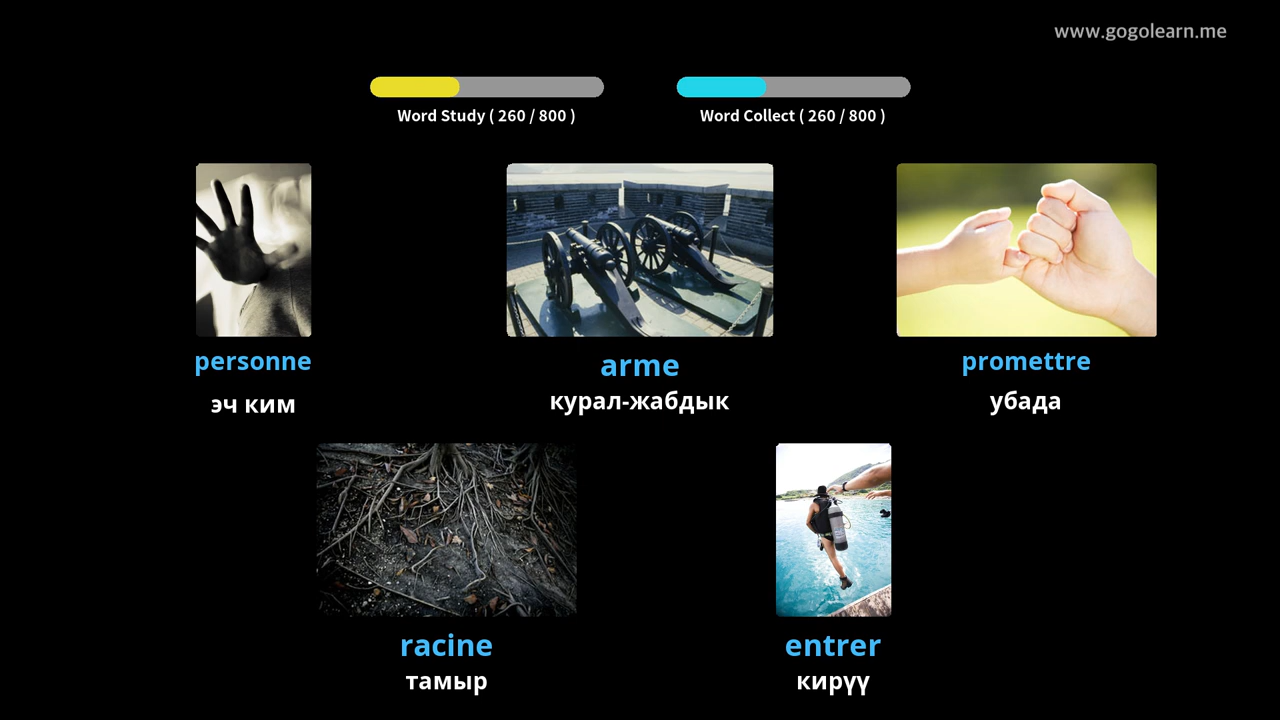 www.gogolearn.me
Word Study ( 260 / 800 )
Word Collect ( 260 / 800 )
personne
эч ким
arme
курал-жабдык
promettre
убада
racine
тамыр
entrer
кирүү